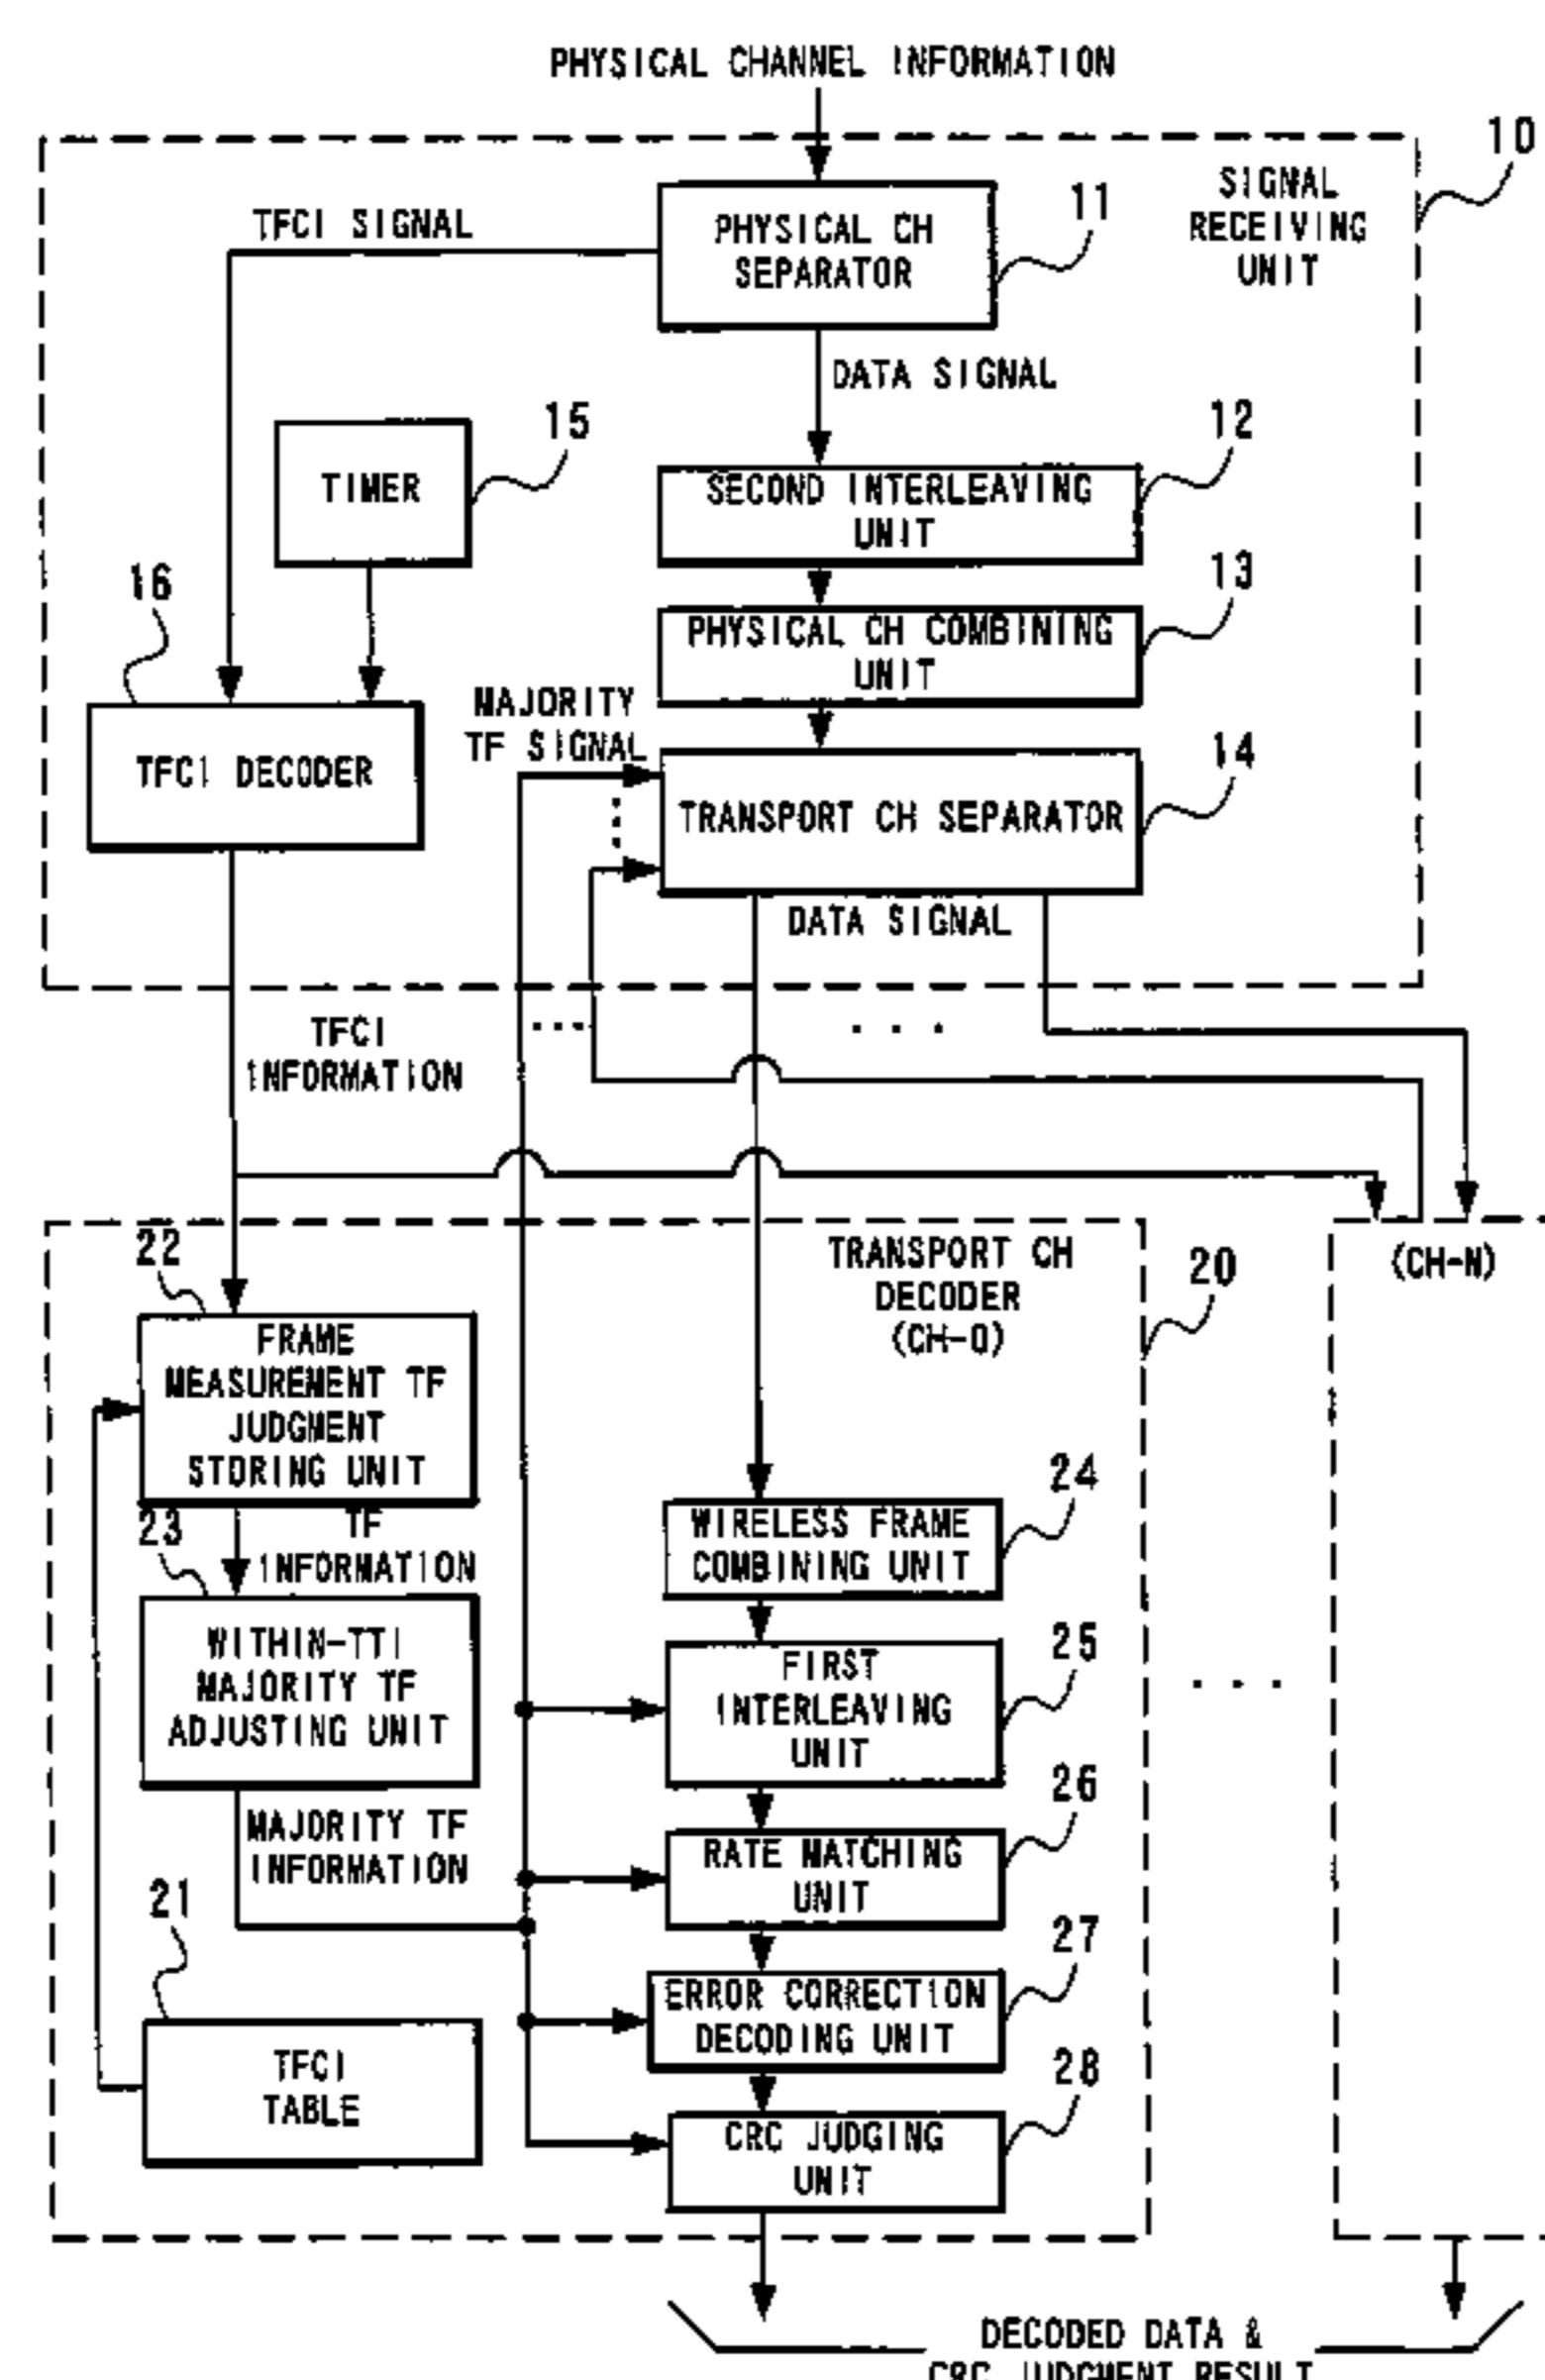 PHYSICAL CHANNEL INFORMATION
10
SIGNAL
RECEIVING
UNIT
11
TFCI SIGNAL
PHYSICAL CH
SEPARATOR
DATA SIGNAL
15
12
TIMER
SECOND INTERLEAVING
UNIT
16
13
PHYSICAL CH COMBINING
UNIT
MAJORITY
TF SIGNAL
14
TFCI DECODER
TRANSPORT CH SEPARATOR
DATA SIGNAL
TFCI
INFORMATION
22
TRANSPORT CH
DECODER
(CH-0)
20
(CH-N)
FRAME
MEASUREMENT TF
JUDGMENT
STORING UNIT
24
23
TF
INFORMATION
WIRELESS FRAME
COMBINING UNIT
WITHIN-TTI
MAJORITY TF
ADJUSTING UNIT
25
FIRST
INTERLEAVING
UNIT
26
MAJORITY TF
INFORMATION
RATE MATCHING
UNIT
21
27
ERROR CORRECTION
DECODING UNIT
TFCI
TABLE
28
CRC JUDGING
UNIT
DECODED DATA &
CRC JUDGMENT RESULT